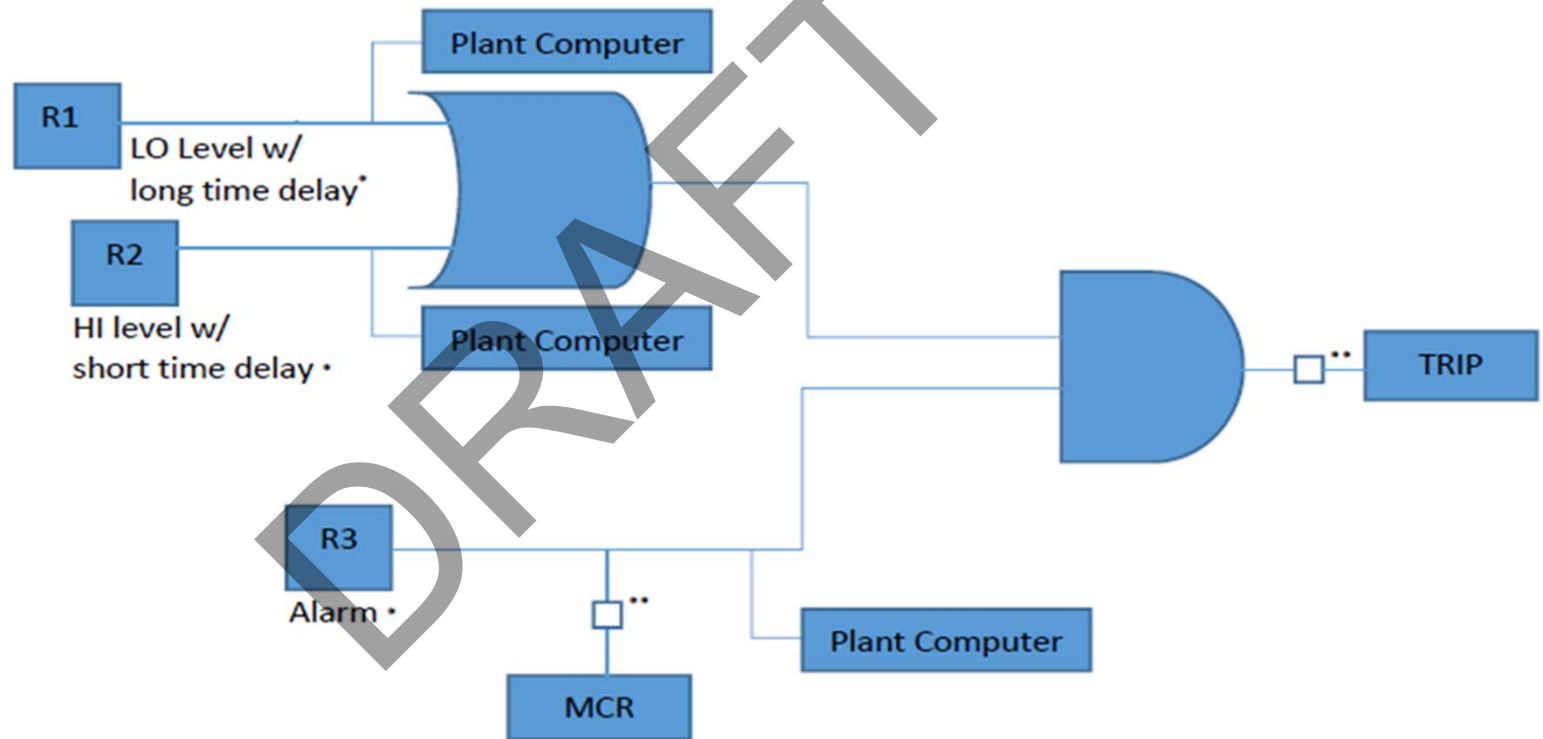 Plant Computer
R1
LO Level w/
long time delay*
R2
HI level w/
short time delay •
Plant Computer
TRIP
R3
Alarm •
••
••
Plant Computer
MCR
DRAFT